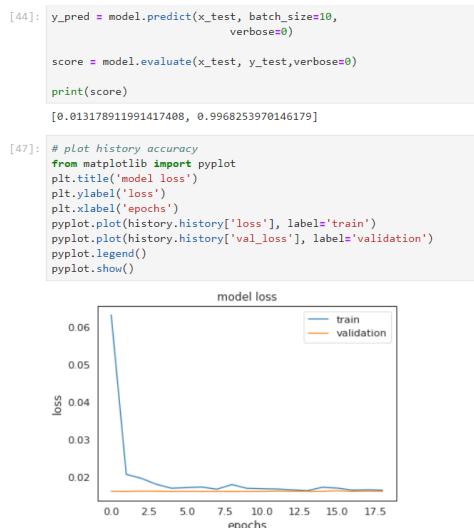 [44]: y_pred = model.predict(x_test, batch_size=10,
verbose=0)
score = model.evaluate(x_test, y_test,verbose=0)
print(score)
[0.013178911991417408, 0.9968253970146179]
[47]: # plot history accuracy
from matplotlib import pyplot
plt.title('model loss')
plt.ylabel('loss')
plt.xlabel('epochs')
pyplot.plot(history.history['loss'], label='train')
pyplot.plot(history.history['val_loss'], label='validation')
pyplot.legend()
pyplot.show()
model loss
train
validation
0.06
0.05
0.04
0.03
0.02
loss
0.0 2.5 5.0 7.5 10.0 12.5 15.0 17.5
epochs